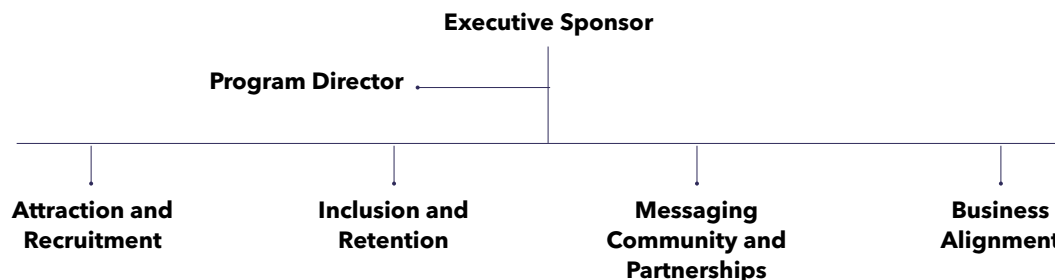 Executive Sponsor
Program Director
Attraction and
Recruitment
Inclusion and
Retention
Messaging
Community and
Partnerships
Business
Alignment